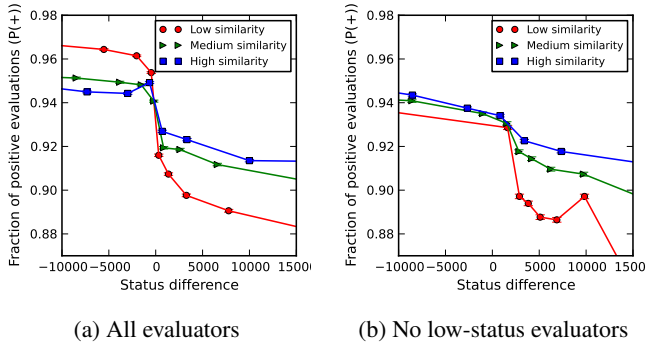 Fraction of positive evaluations (P(+))
0.98
0.96
0.94
0.92
0.90
0.88
−10000 −5000 0 5000 10000 15000
Status difference
Low similarity
Medium similarity
High similarity
(a) All evaluators
Fraction of positive evaluations (P(+))
0.98
0.96
0.94
0.92
0.90
0.88
−10000 −5000 0 5000 10000 15000
Status difference
Low similarity
Medium similarity
High similarity
(b) No low-status evaluators